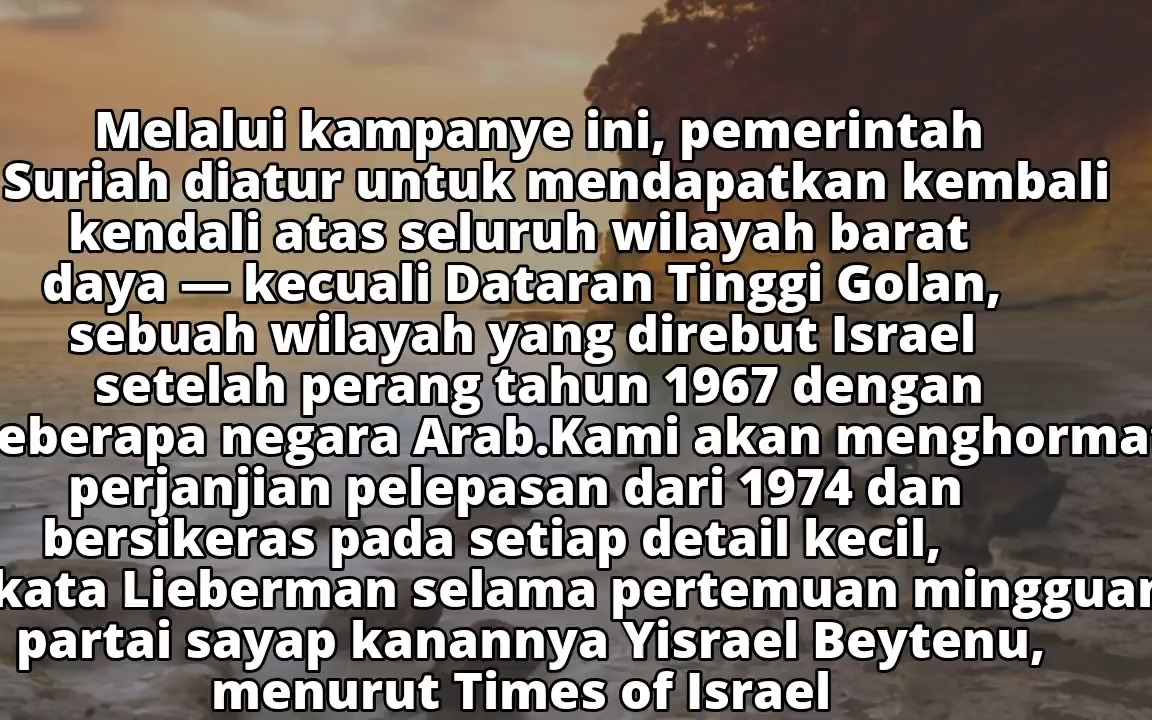 Melalui kampanye ini, pemerintah
Suriah diatur untuk mendapatkan kembali
kendali atas seluruh wilayah barat
daya — kecuali Dataran Tinggi Golan,
sebuah wilayah yang direbut Israel
setelah perang tahun 1967 dengan
eberapa negara Arab.Kami akan menghorma
perjanjian pelepasan dari 1974 dan
bersikeras pada setiap detail kecil,
kata Lieberman selama pertemuan mingguan
partai sayap kanannya Yisrael Beytenu,
menurut Times of Israel